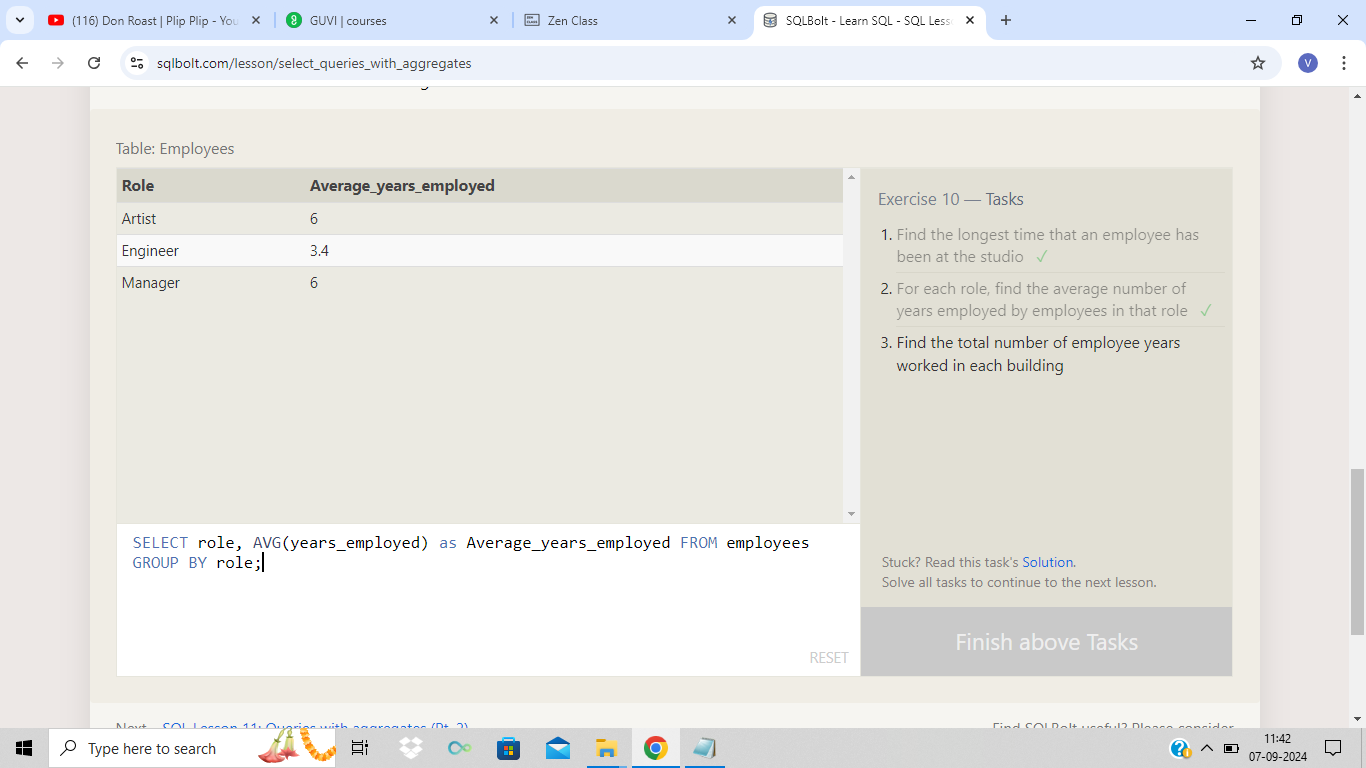 (116) Don Roast | Plip Plip - You
GUVI | courses
Zen Class
SQLBolt - Learn SQL - SQL Less
sqlbolt.com/lesson/select_queries_with_aggregates
V
Table: Employees
Role Average_years_employed
Artist 6
Engineer 3.4
Manager 6
SELECT role, AVG(years_employed) as Average_years_employed FROM employees
GROUP BY role;
RESET
Exercise 10 — Tasks
1. Find the longest time that an employee has
been at the studio ✓
2. For each role, find the average number of
years employed by employees in that role ✓
3. Find the total number of employee years
worked in each building
Stuck? Read this task's Solution.
Solve all tasks to continue to the next lesson.
Finish above Tasks
Next – SQL Lesson 11: Queries with aggregates (Pt. 2)
Find SQLBolt useful? Please consider
Type here to search
11:42
07-09-2024